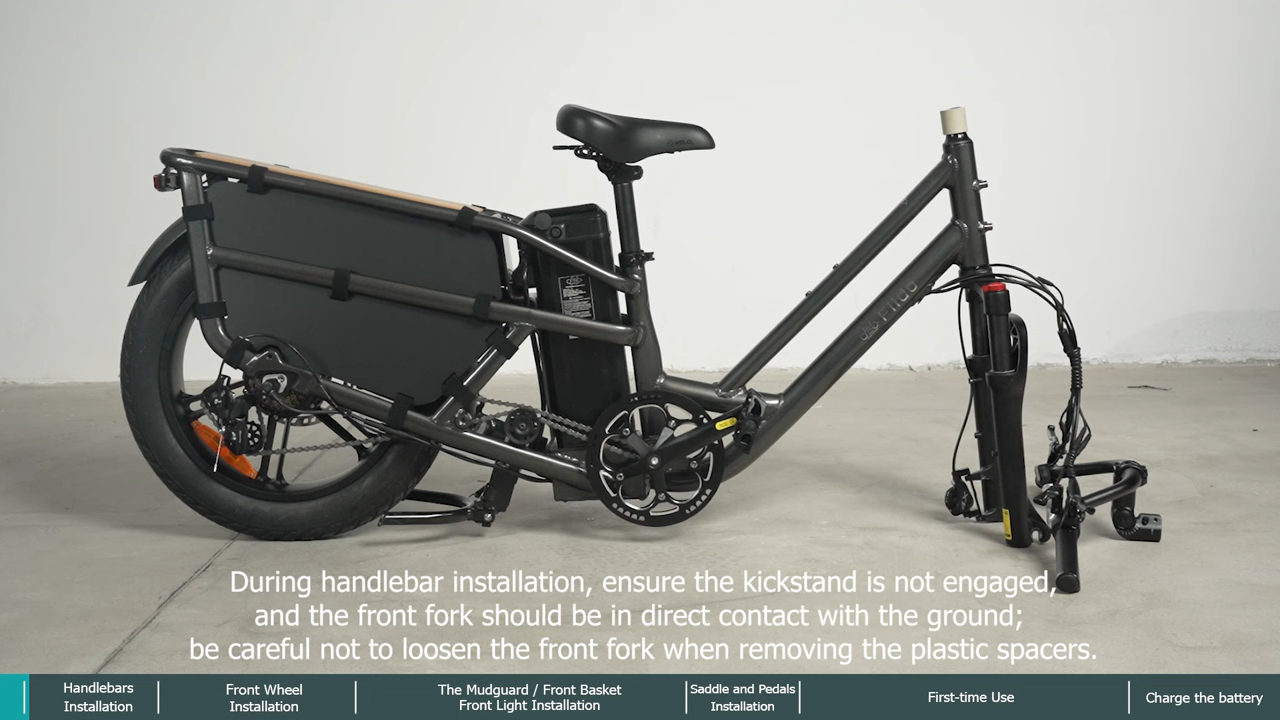 Fiido
During handlebar installation, ensure the kickstand is not engaged,
and the front fork should be in direct contact with the ground;
be careful not to loosen the front fork when removing the plastic spacers.
Handlebars
Installation
Front Wheel
Installation
The Mudguard / Front Basket
Front Light Installation
Saddle and Pedals
Installation
First-time Use
Charge the battery